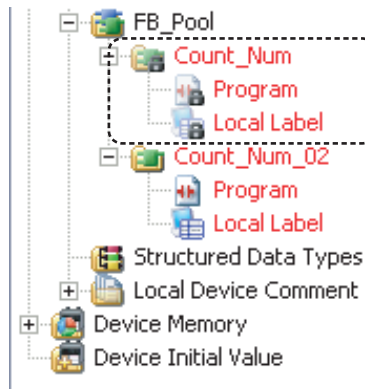 FB_Pool
Count_Num
Program
Local Label
Count_Num_02
Program
Local Label
Structured Data Types
Local Device Comment
Device Memory
Device Initial Value